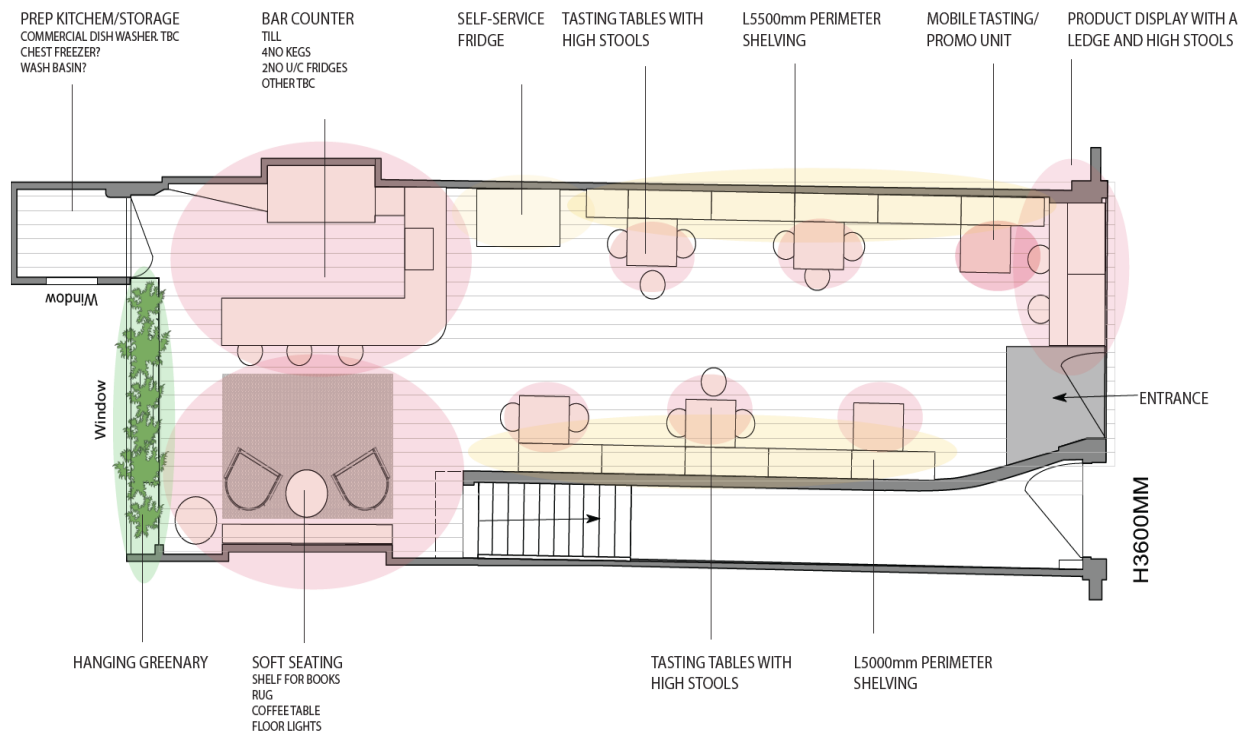 PREP KITCHEM/STORAGE
COMMERCIAL DISH WASHER. TBC
CHEST FREEZER?
WASH BASIN?
BAR COUNTER
TILL
4NO KEGS
2NO U/C FRIDGES
OTHER TBC
SELF-SERVICE
FRIDGE
TASTING TABLES WITH
HIGH STOOLS
L5500mm PERIMETER
SHELVING
MOBILE TASTING/
PROMO UNIT
PRODUCT DISPLAY WITH A
LEDGE AND HIGH STOOLS
Window
Window
ENTRANCE
H3600MM
HANGING GREENARY
SOFT SEATING
SHELF FOR BOOKS
RUG
COFFEE TABLE
FLOOR LIGHTS
TASTING TABLES WITH
HIGH STOOLS
L5000mm PERIMETER
SHELVING